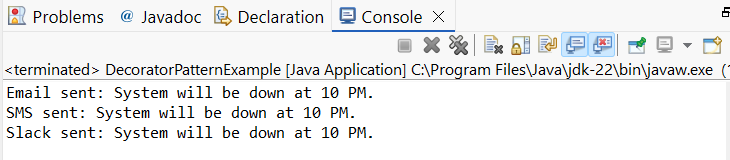 Problems @ Javadoc Declaration Console
<terminated> DecoratorPatternExample [Java Application] C:\Program Files\Java\jdk-22\bin\javaw.exe (
Email sent: System will be down at 10 PM.
SMS sent: System will be down at 10 PM.
Slack sent: System will be down at 10 PM.